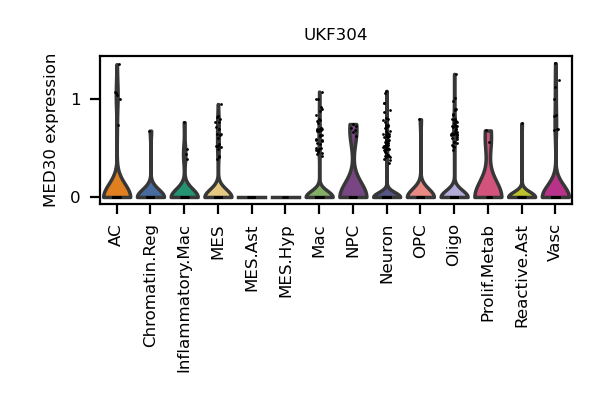 UKF304
MED30 expression
1
0
AC
Chromatin.Reg
Inflammatory.Mac
MES
MES.Ast
MES.Hyp
Mac
NPC
Neuron
OPC
Oligo
Prolif.Metab
Reactive.Ast
Vasc